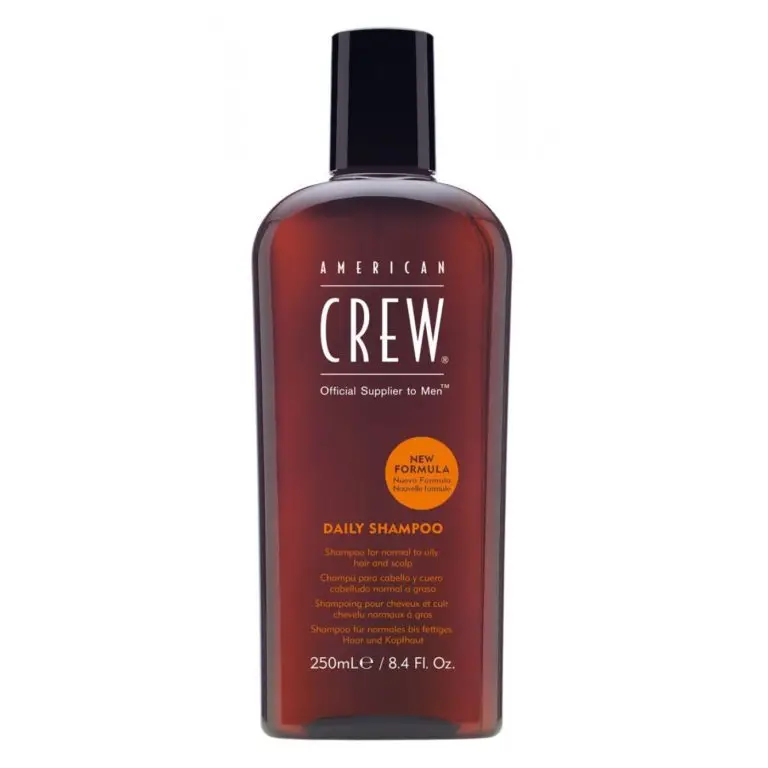 AMERICAN
CREW®
Official Supplier to Men™
NEW
FORMULA
Nueva Formula
Nouvelle formule
DAILY SHAMPOO
Shampoo for normal to oily
hair and scalp
Champú para cabello y cuero
cabelludo normal a graso
Shampooing pour cheveux et cuir
chevelu normaux à gras
Shampoo für normales bis fettiges
Haar und Kopfhaut
250mL℮ / 8.4 Fl. Oz.